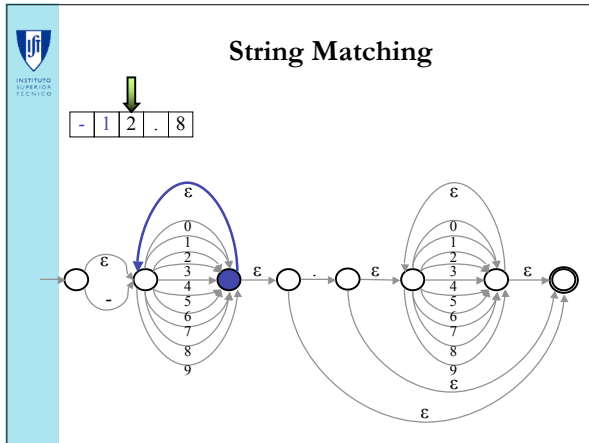 String Matching
INSTITUTO
SUPERIOR
TÉCNICO
- 1 2 . 8
ε
ε
0
0
1
1
2
2
ε
3
ε
.
ε
3
ε
-
4
4
5
5
6
6
7
7
8
8
9
9
ε
ε